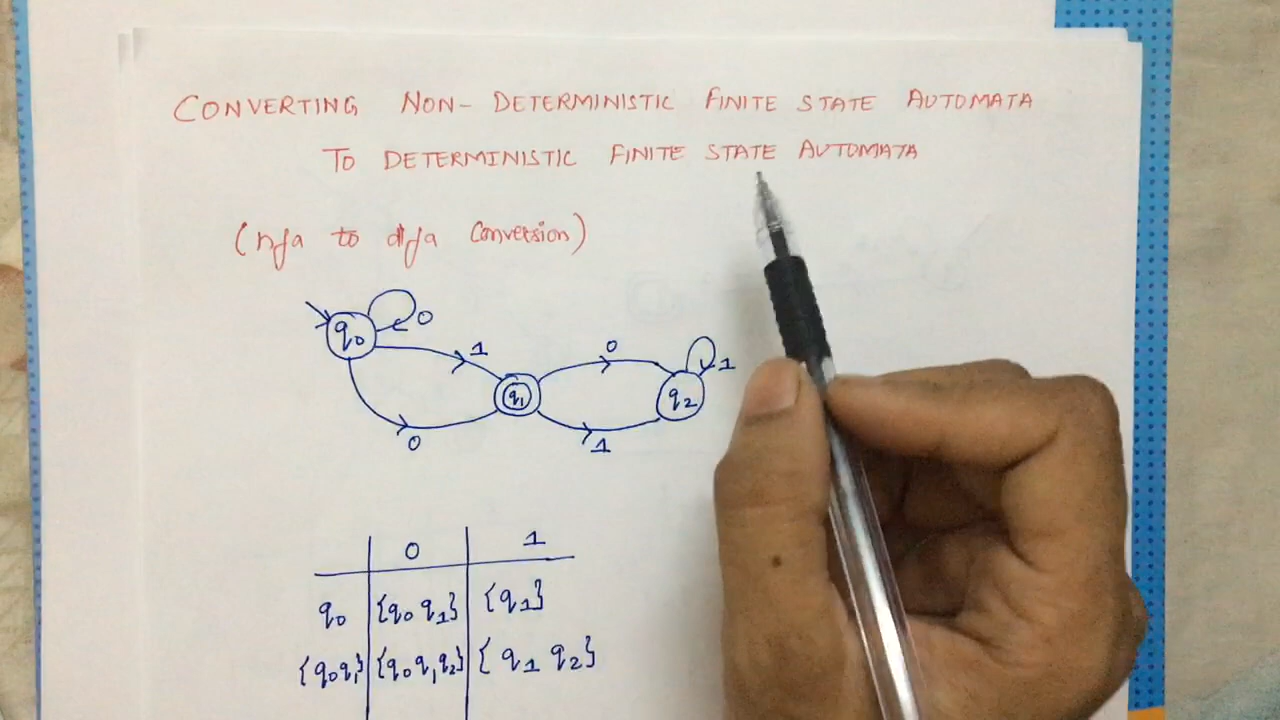 CONVERTING NON-DETERMINISTIC FINITE STATE AUTOMATA
TO DETERMINISTIC FINITE STATE AUTOMATA
(nfa to dfa Conversion)
q0 0
1 0 1
q1 q2
0 1
0 1
q0 {q0 q1} {q1}
{q0q1} {q0q1q2} {q1 q2}